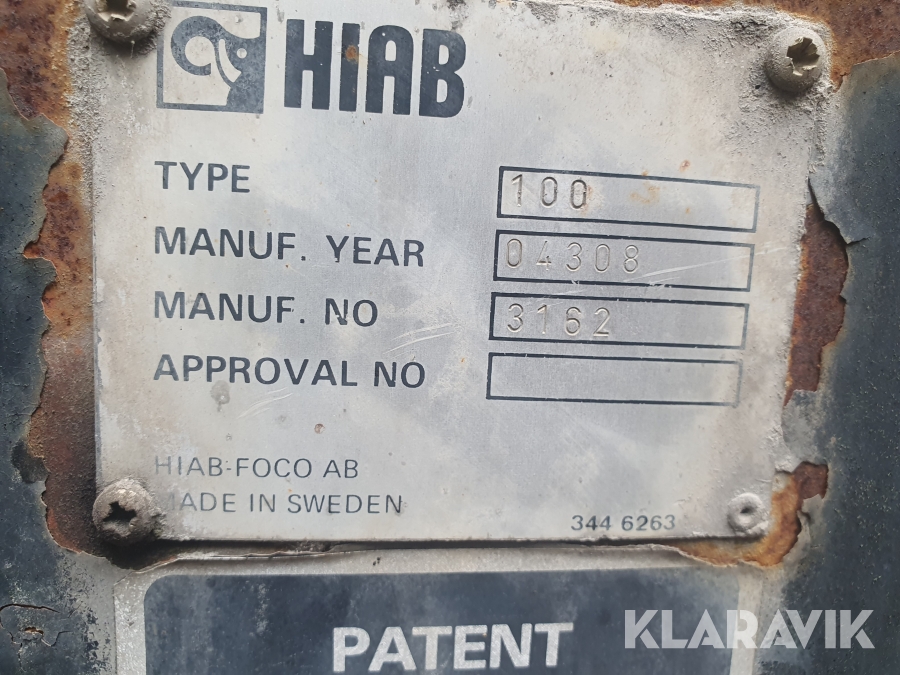 HIAB
TYPE 100
MANUF. YEAR 04308
MANUF. NO 3162
APPROVAL NO
HIAB-FOCO AB
MADE IN SWEDEN
344 6263
PATENT
KLARAVIK